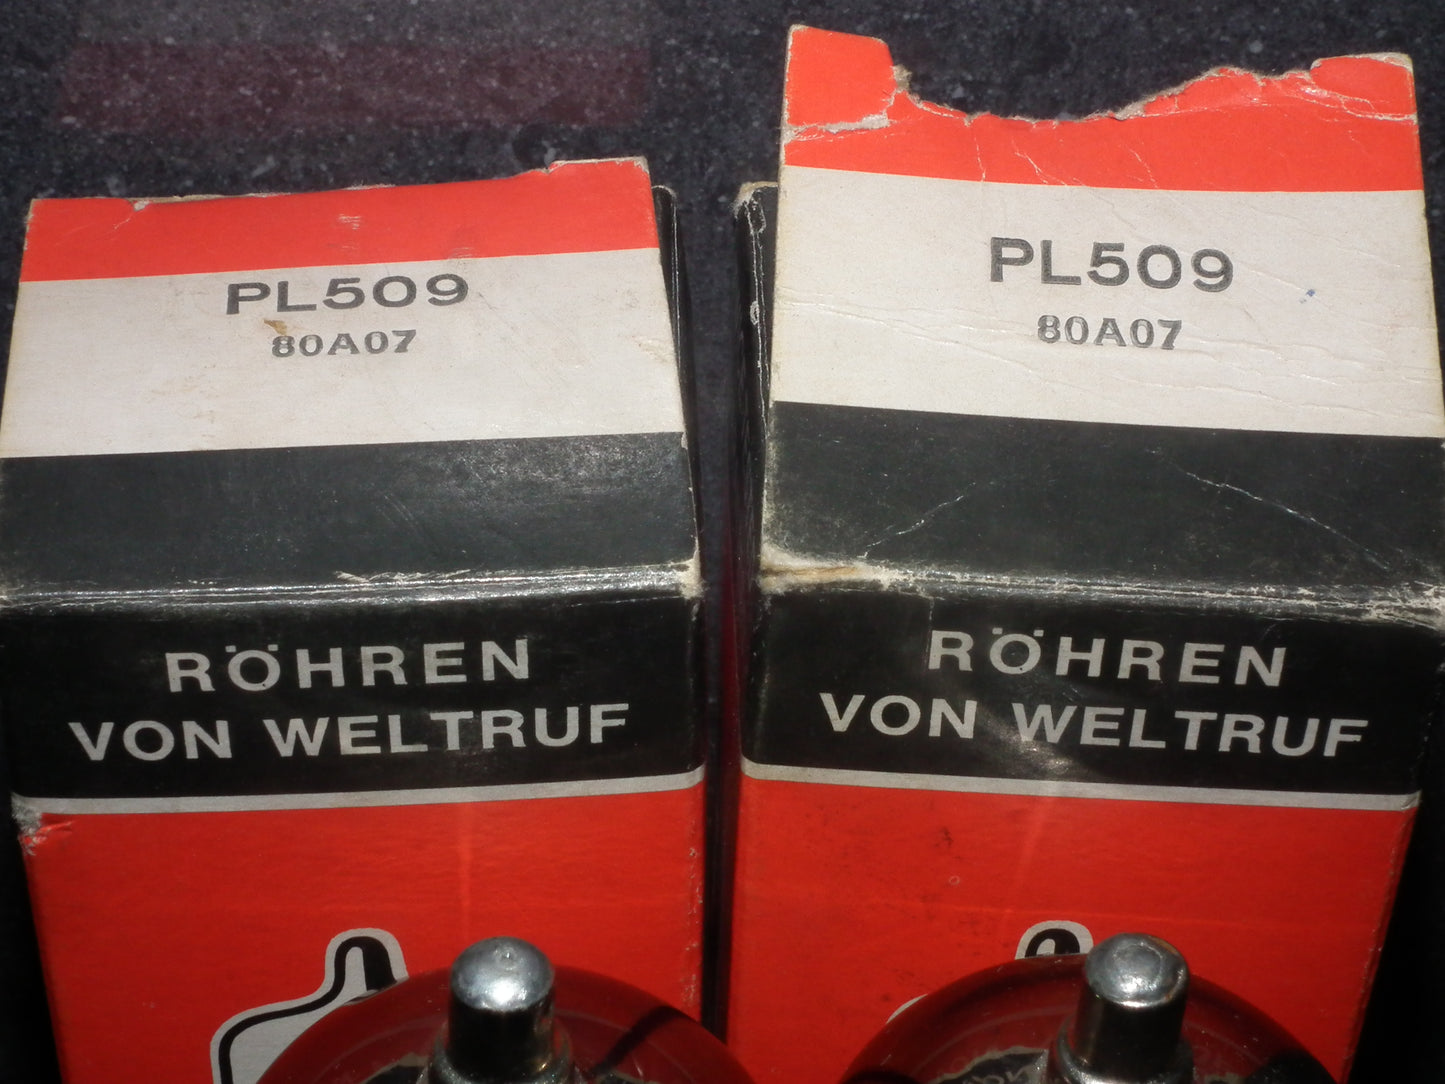 PL509
80A07
RÖHREN
VON WELTRUF
PL509
80A07
RÖHREN
VON WELTRUF